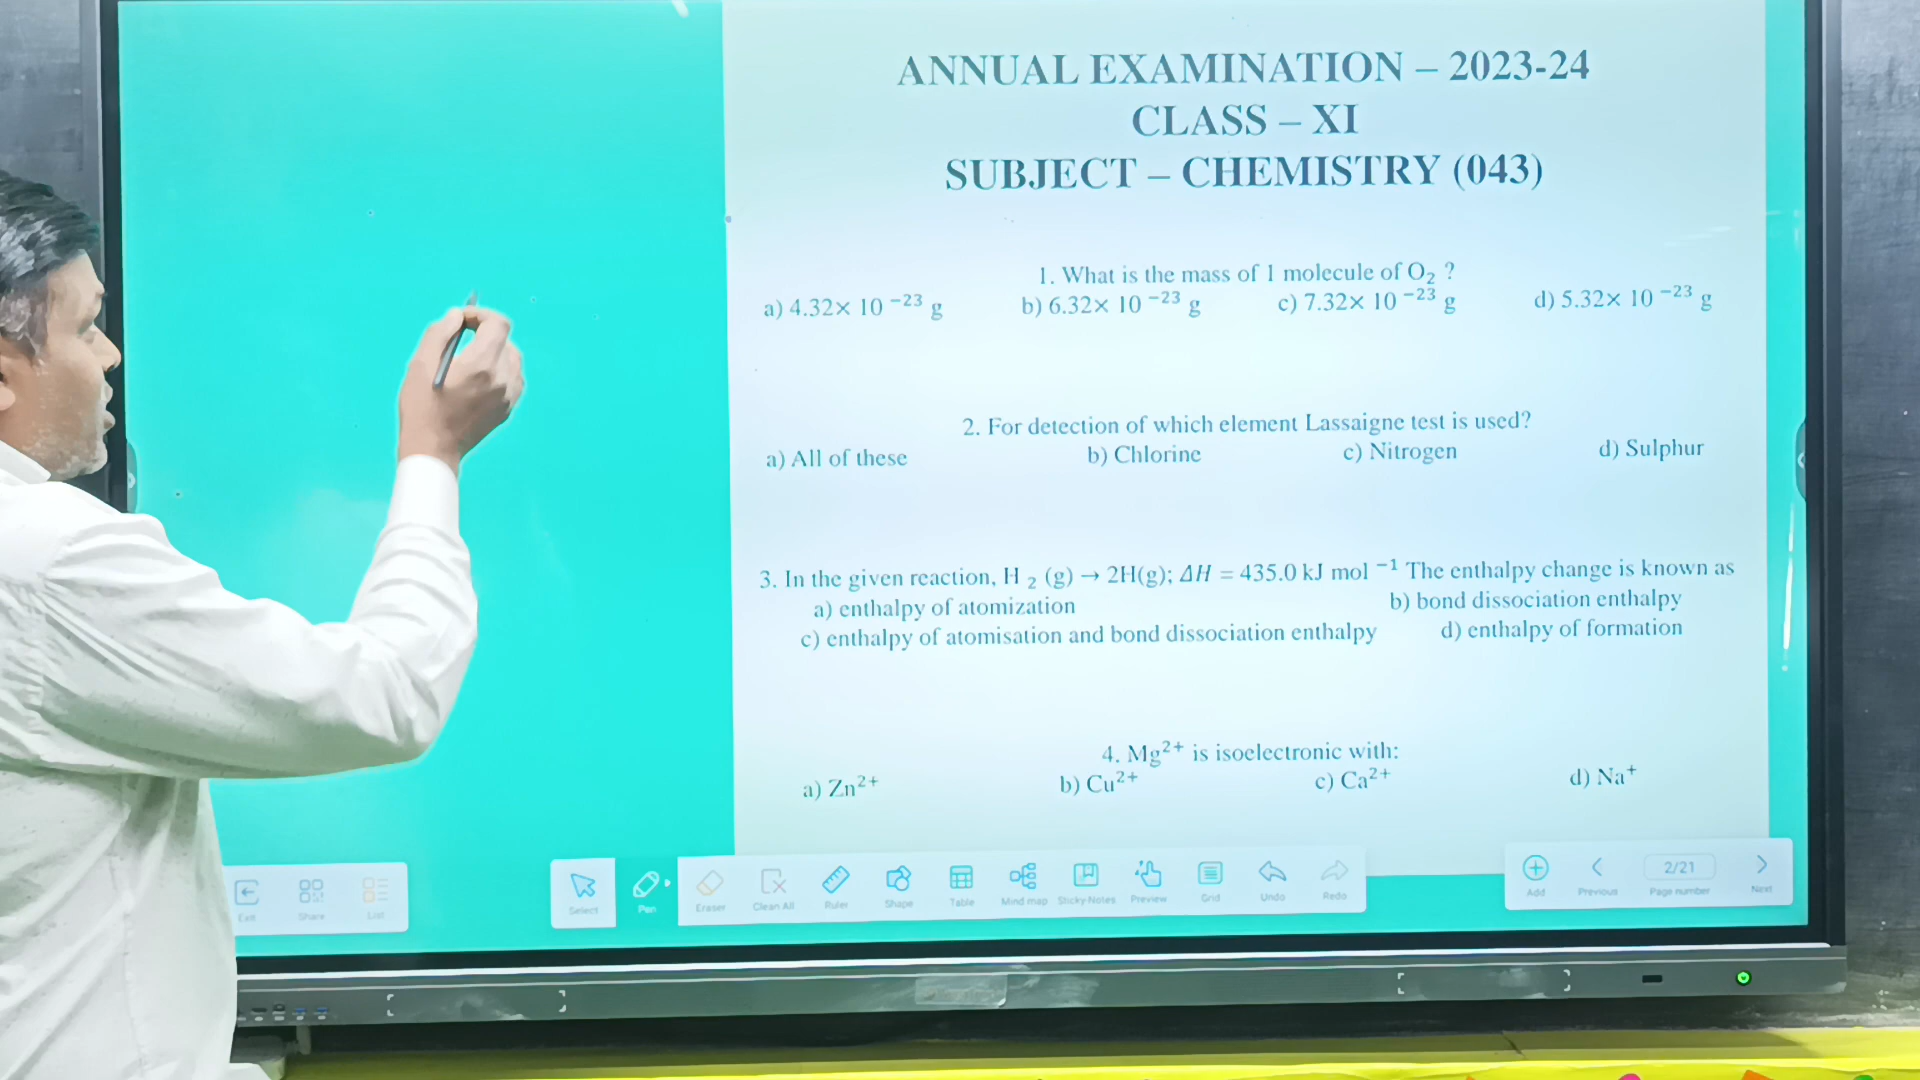 ANNUAL EXAMINATION – 2023-24
CLASS – XI
SUBJECT – CHEMISTRY (043)
1. What is the mass of 1 molecule of O₂ ?
a) 4.32× 10 ⁻²³ g b) 6.32× 10 ⁻²³ g c) 7.32× 10 ⁻²³ g d) 5.32× 10 ⁻²³ g
2. For detection of which element Lassaigne test is used?
a) All of these b) Chlorine c) Nitrogen d) Sulphur
3. In the given reaction, H ₂ (g) → 2H(g); ΔH = 435.0 kJ mol ⁻¹ The enthalpy change is known as
a) enthalpy of atomization b) bond dissociation enthalpy
c) enthalpy of atomisation and bond dissociation enthalpy d) enthalpy of formation
4. Mg²⁺ is isoelectronic with:
a) Zn²⁺ b) Cu²⁺ c) Ca²⁺ d) Na⁺
2/21
Exit Share List Select Pen Eraser Clean All Ruler Shape Table Mind map Sticky Notes Preview Grid Undo Redo Add Previous Page number Next